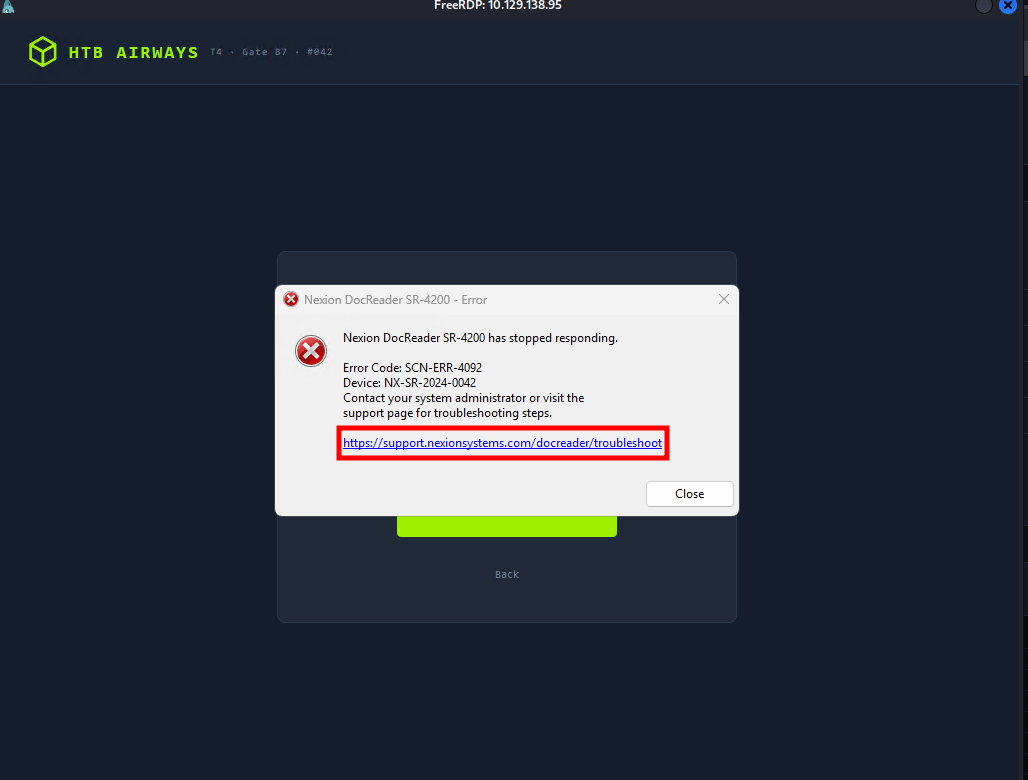 FreeRDP: 10.129.138.95
HTB AIRWAYS T4 · Gate B7 · #042
Nexion DocReader SR-4200 - Error
Nexion DocReader SR-4200 has stopped responding.
Error Code: SCN-ERR-4092
Device: NX-SR-2024-0042
Contact your system administrator or visit the
support page for troubleshooting steps.
https://support.nexionsystems.com/docreader/troubleshoot
Close
Back